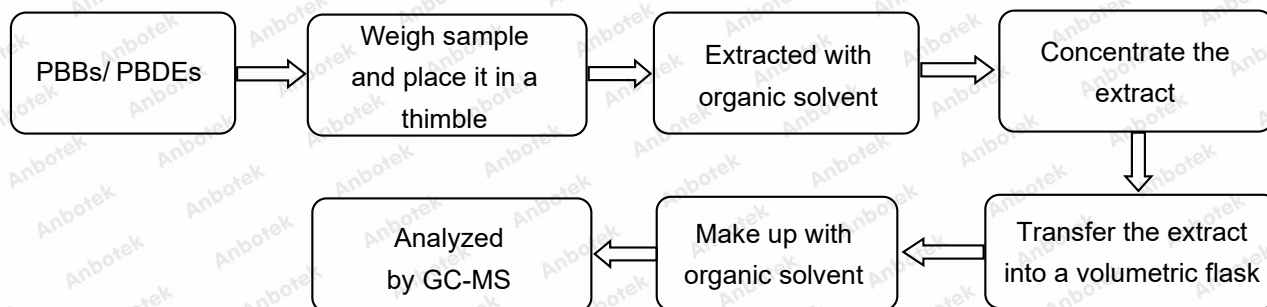 PBBs/ PBDEs
Weigh sample
and place it in a
thimble
Extracted with
organic solvent
Concentrate the
extract
Transfer the extract
into a volumetric flask
Make up with
organic solvent
Analyzed
by GC-MS
Anbotek